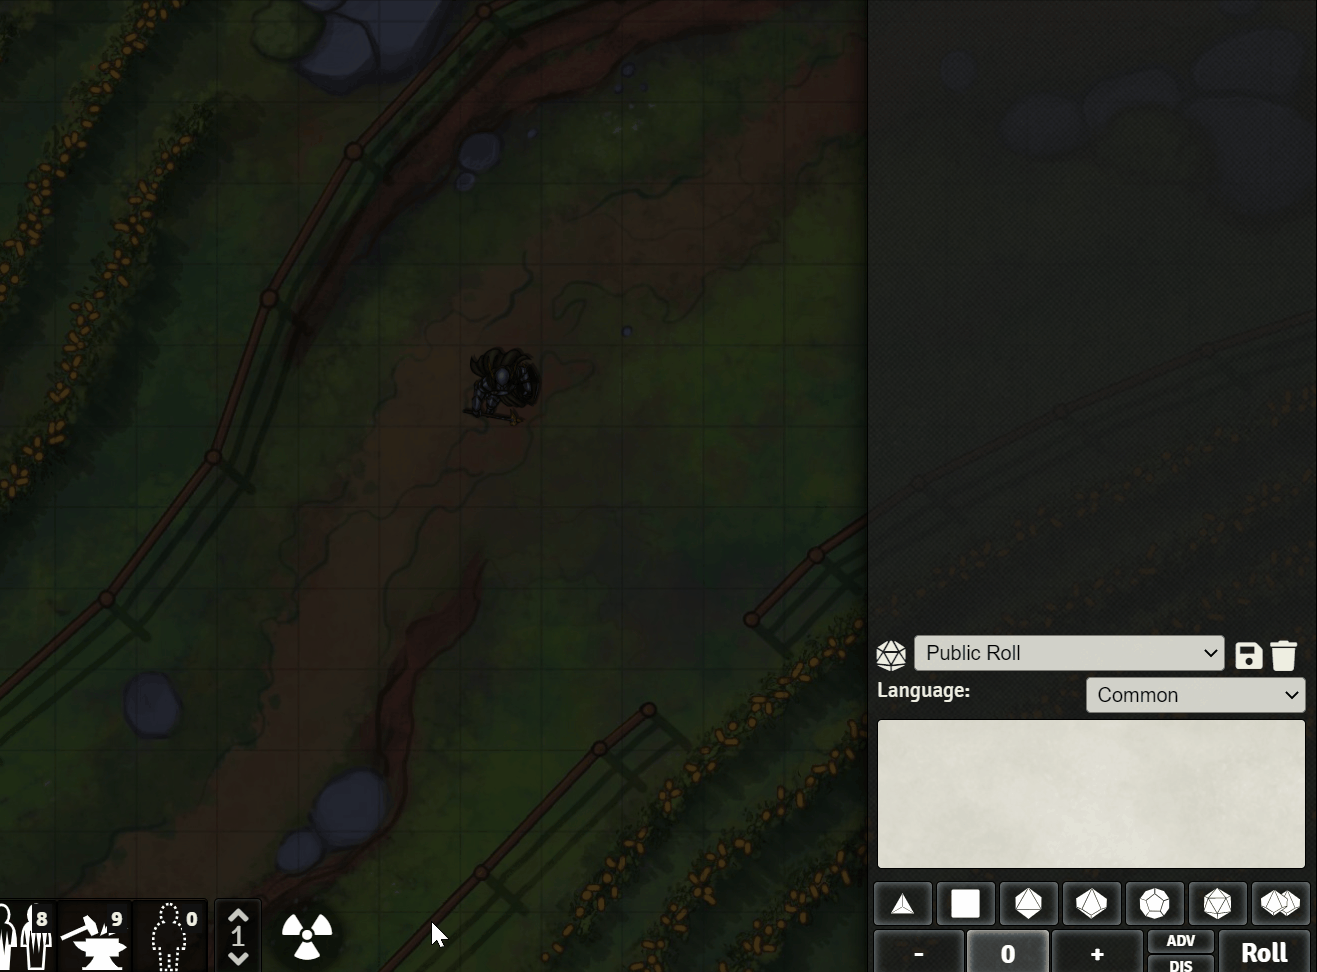 Public Roll
Language:
Common
8
9
0
1
- 0 +
ADV
DIS
Roll